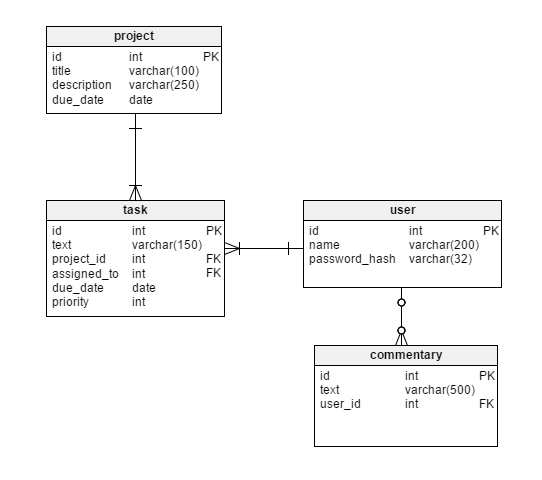 project
id int PK
title varchar(100)
description varchar(250)
due_date date
task
id int PK
text varchar(150)
project_id int FK
assigned_to int FK
due_date date
priority int
user
id int PK
name varchar(200)
password_hash varchar(32)
commentary
id int PK
text varchar(500)
user_id int FK